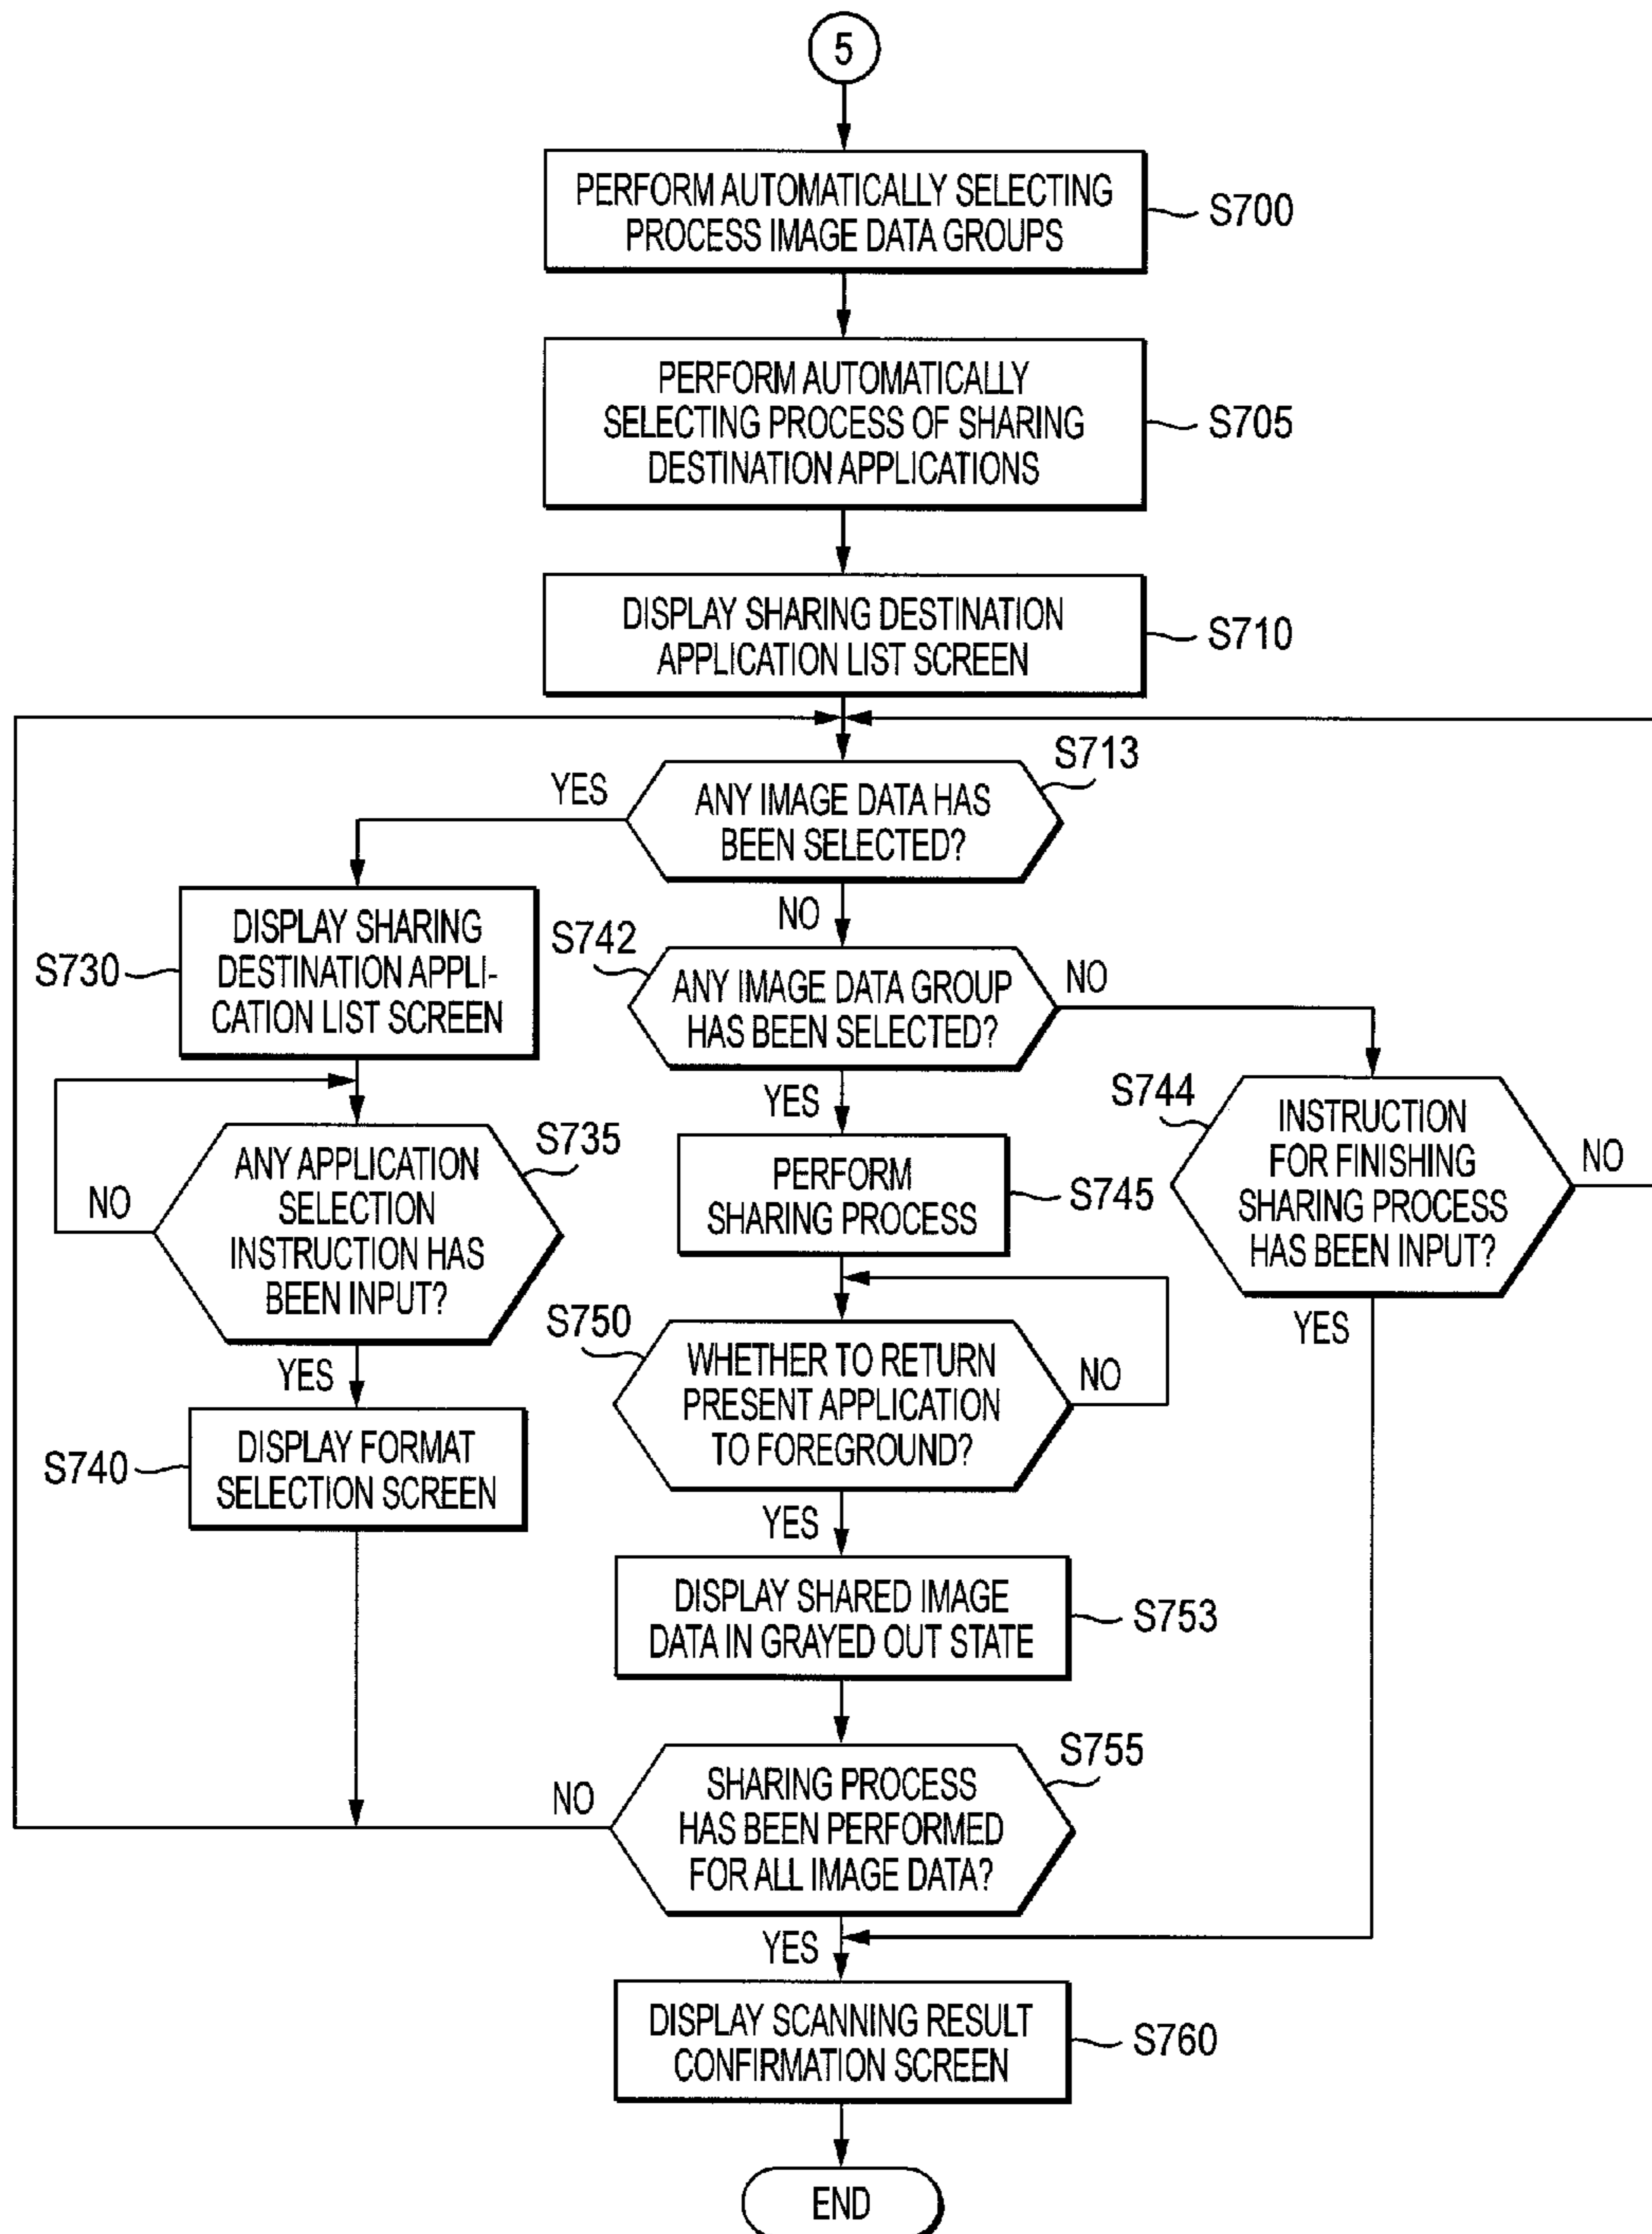 5
PERFORM AUTOMATICALLY SELECTING
PROCESS IMAGE DATA GROUPS
S700
PERFORM AUTOMATICALLY
SELECTING PROCESS OF SHARING
DESTINATION APPLICATIONS
S705
DISPLAY SHARING DESTINATION
APPLICATION LIST SCREEN
S710
S713
YES
ANY IMAGE DATA HAS
BEEN SELECTED?
NO
S730
DISPLAY SHARING
DESTINATION APPLI-
CATION LIST SCREEN
S742
ANY IMAGE DATA GROUP
HAS BEEN SELECTED?
NO
YES
S735
ANY APPLICATION
SELECTION
INSTRUCTION HAS
BEEN INPUT?
NO
YES
PERFORM
SHARING PROCESS
S745
S744
INSTRUCTION
FOR FINISHING
SHARING PROCESS
HAS BEEN INPUT?
NO
YES
S740
DISPLAY FORMAT
SELECTION SCREEN
S750
WHETHER TO RETURN
PRESENT APPLICATION
TO FOREGROUND?
NO
YES
DISPLAY SHARED IMAGE
DATA IN GRAYED OUT STATE
S753
S755
NO
SHARING PROCESS
HAS BEEN PERFORMED
FOR ALL IMAGE DATA?
YES
DISPLAY SCANNING RESULT
CONFIRMATION SCREEN
S760
END